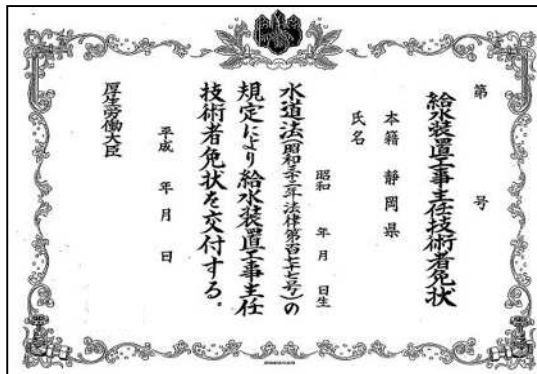 第　号
給水装置工事主任技術者免状
本籍　静岡県
氏名
昭和　年　月　日生
水道法(昭和三十二年法律第百七十七号)の
規定により給水装置工事主任
技術者免状を交付する。
平成　年　月　日
厚生労働大臣